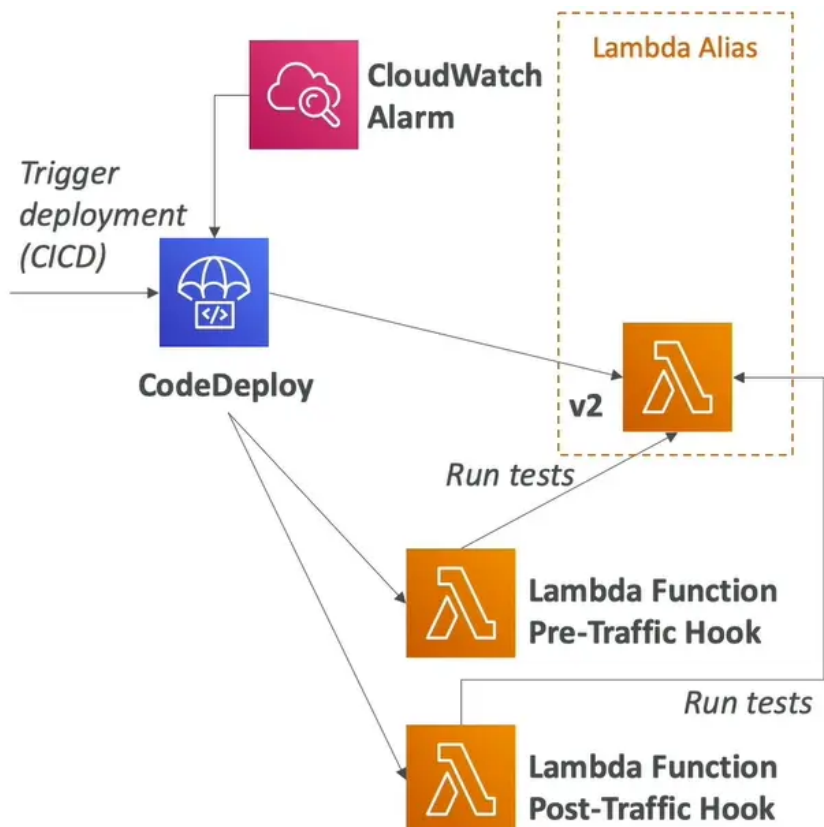 Lambda Alias
CloudWatch
Alarm
Trigger
deployment
(CICD)
</>
CodeDeploy
v2
Run tests
Lambda Function
Pre-Traffic Hook
Run tests
Lambda Function
Post-Traffic Hook